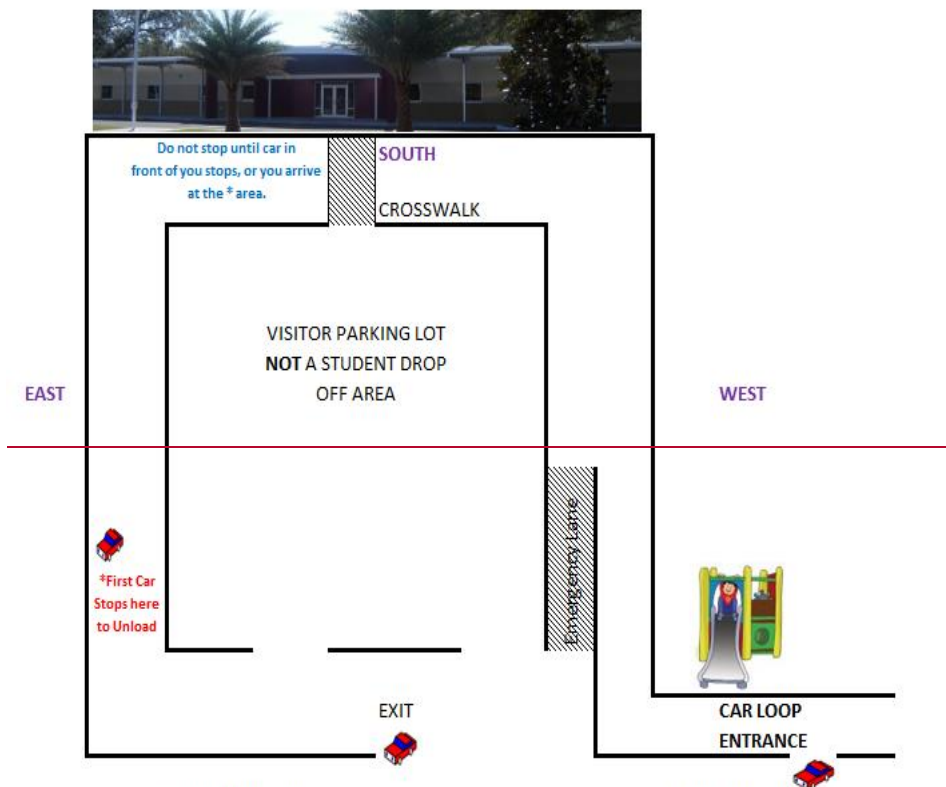 Do not stop until car in
front of you stops, or you arrive
at the * area.
SOUTH
CROSSWALK
VISITOR PARKING LOT
NOT A STUDENT DROP
OFF AREA
EAST
WEST
Emergency Lane
*First Car
Stops here
to Unload
EXIT
CAR LOOP
ENTRANCE